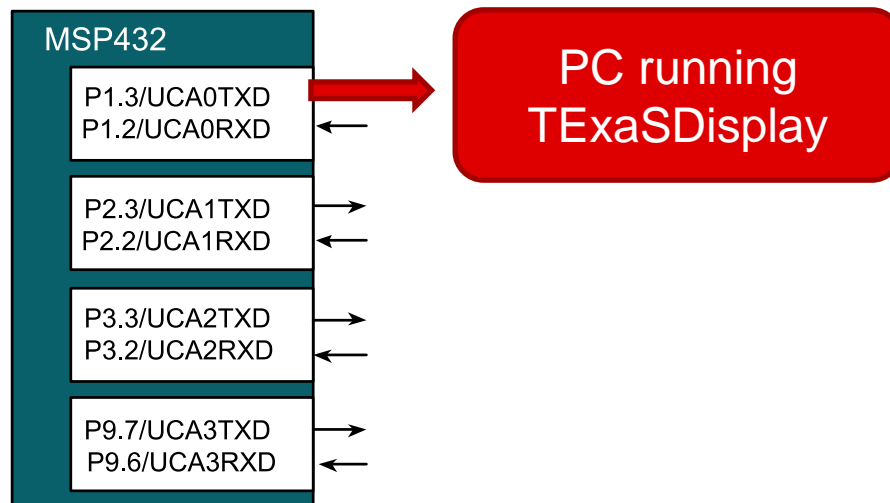 MSP432
P1.3/UCA0TXD
P1.2/UCA0RXD
P2.3/UCA1TXD
P2.2/UCA1RXD
P3.3/UCA2TXD
P3.2/UCA2RXD
P9.7/UCA3TXD
P9.6/UCA3RXD
PC running
TExaSDisplay